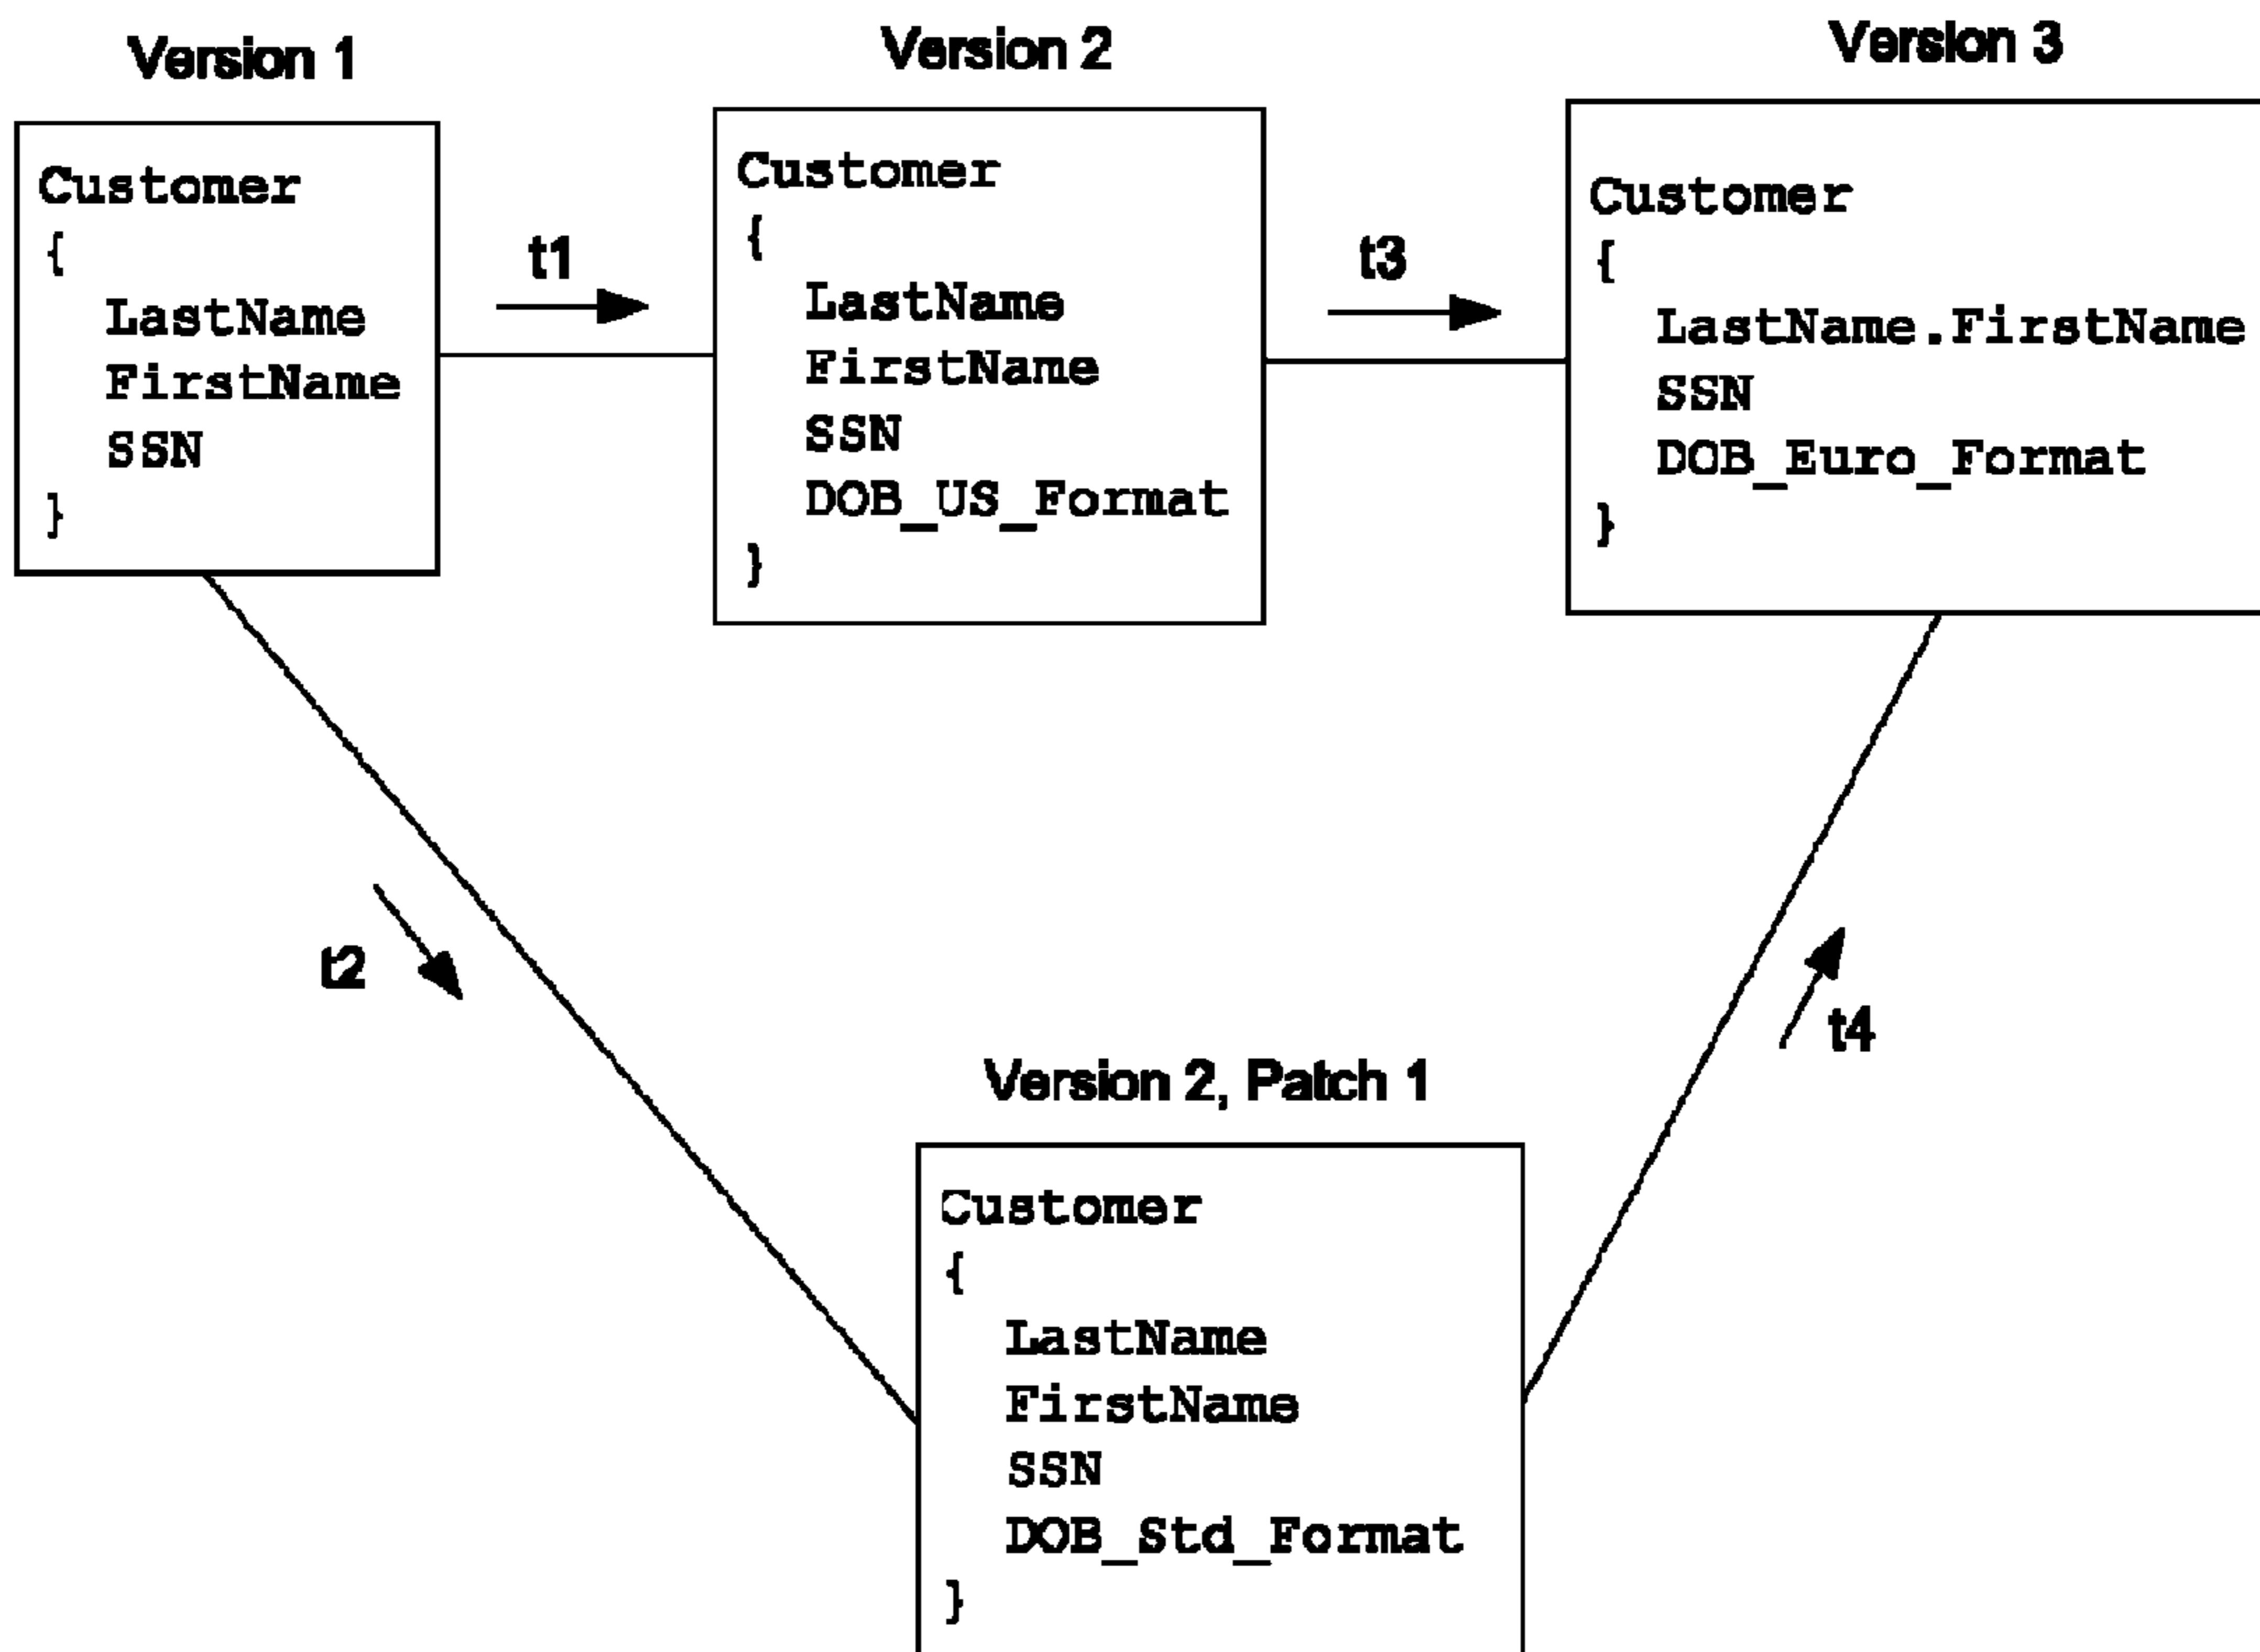 Version 1
Customer
{
LastName
FirstName
SSN
}
t1
Version 2
Customer
{
LastName
FirstName
SSN
DOB_US_Format
}
t3
Version 3
Customer
{
LastName.FirstName
SSN
DOB_Euro_Format
}
t2
t4
Version 2, Patch 1
Customer
{
LastName
FirstName
SSN
DOB_Std_Format
}